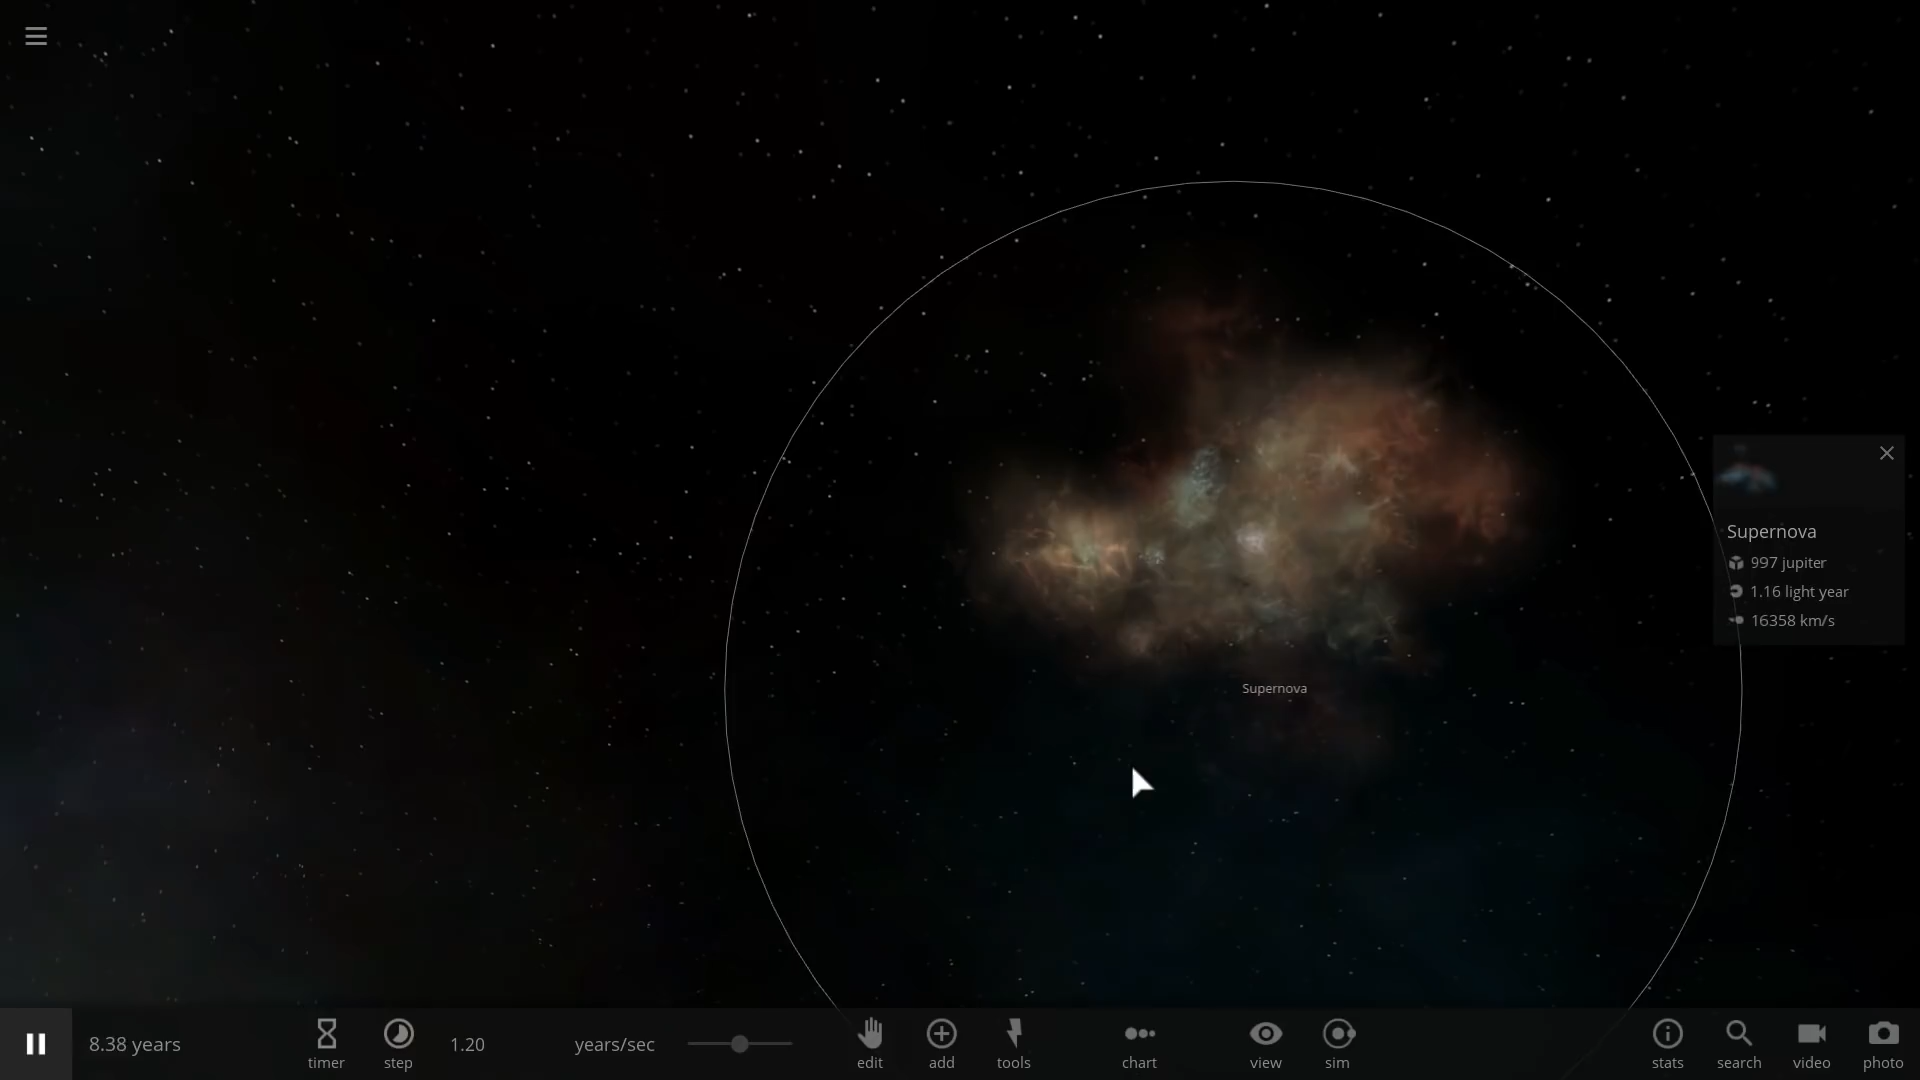 Supernova
997 jupiter
1.16 light year
16358 km/s
Supernova
8.38 years
timer
step
1.20
years/sec
edit
add
tools
chart
view
sim
stats
search
video
photo